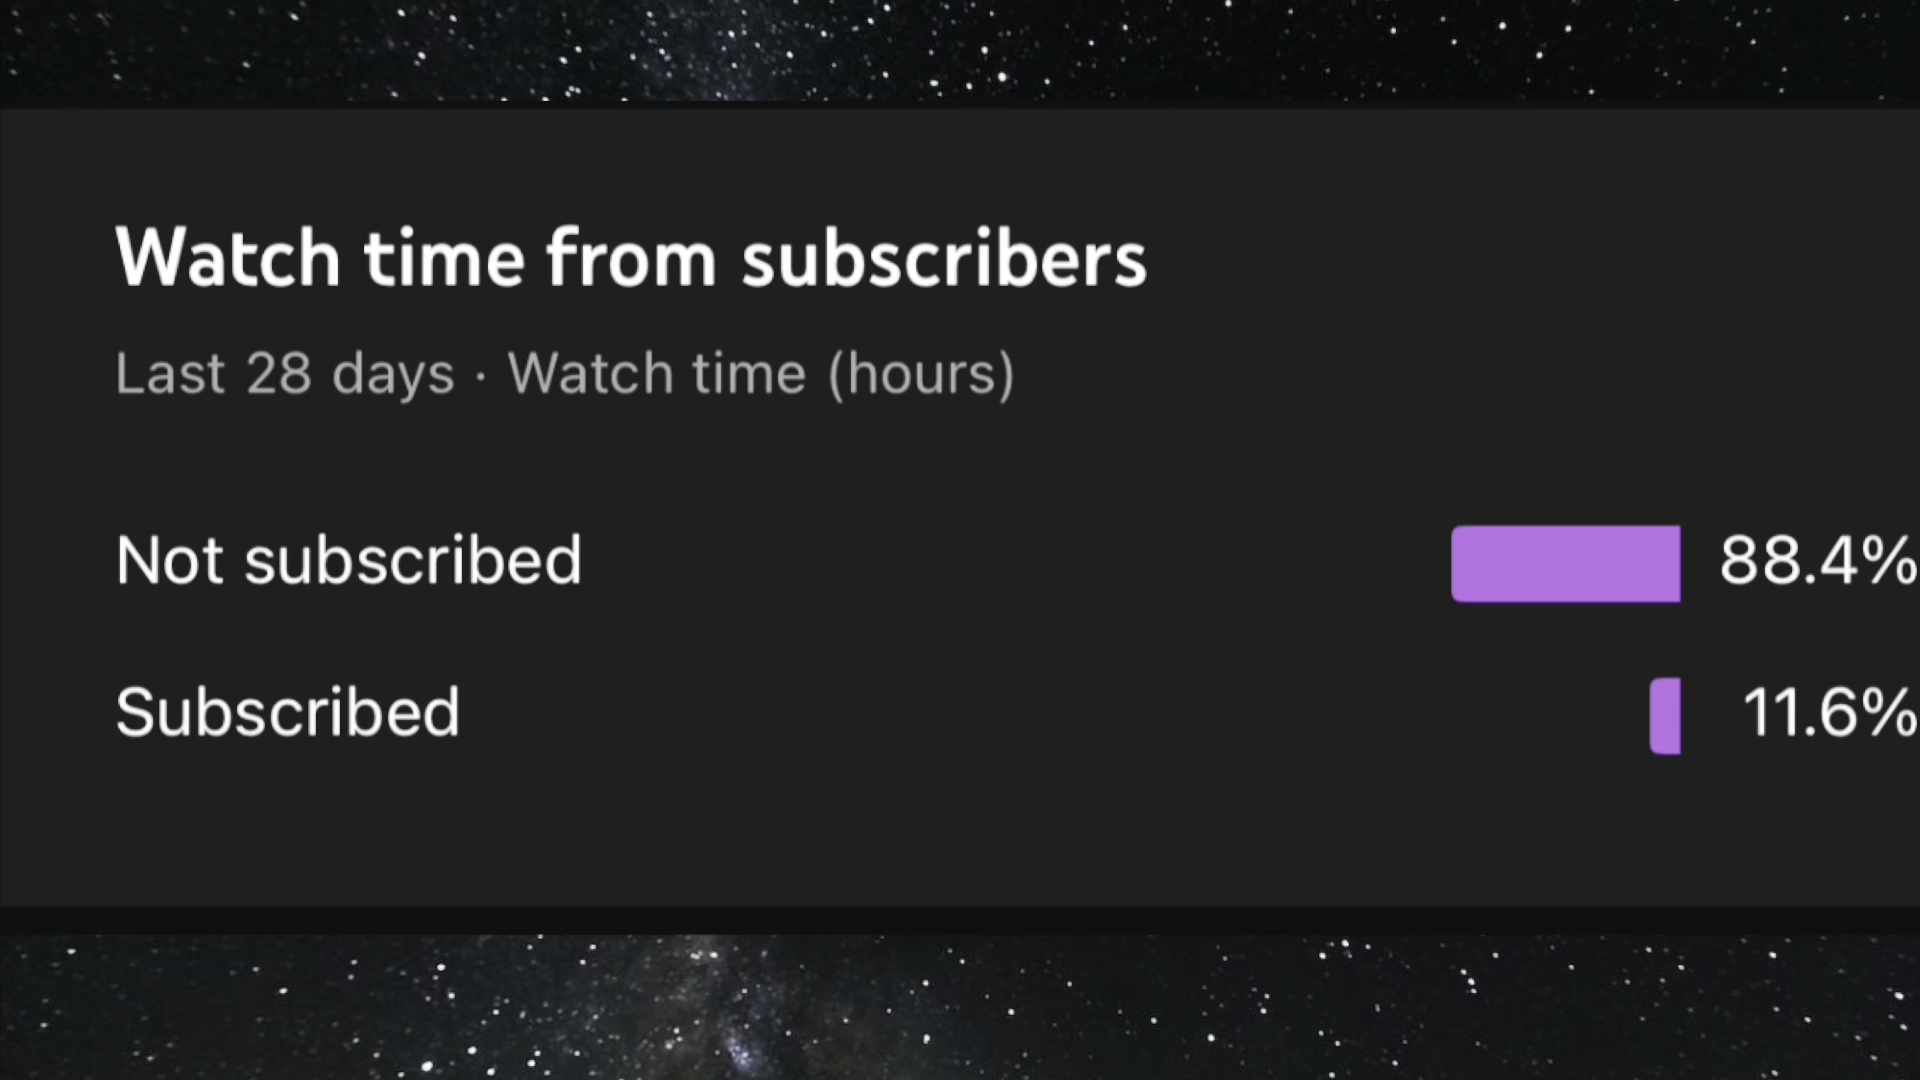 Watch time from subscribers
Last 28 days · Watch time (hours)
Not subscribed 88.4%
Subscribed 11.6%